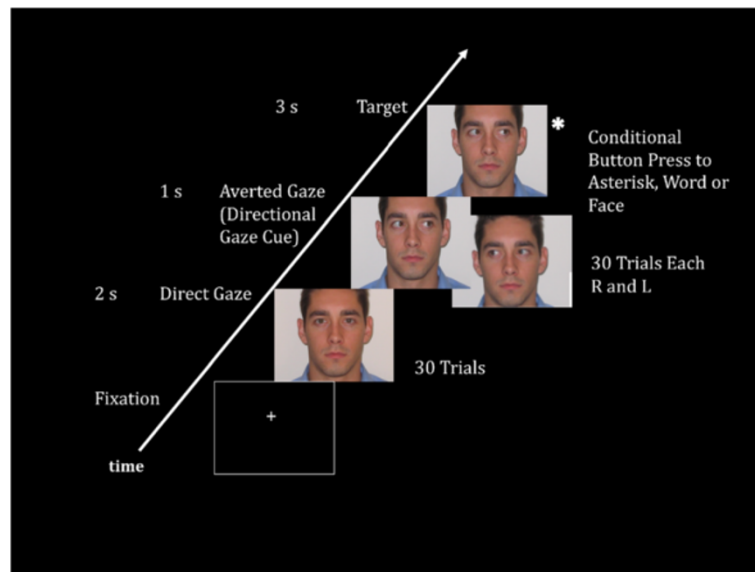 3 s Target
*
Conditional
Button Press to
Asterisk, Word or
Face
1 s Averted Gaze
(Directional
Gaze Cue)
30 Trials Each
R and L
2 s Direct Gaze
30 Trials
Fixation
+
time